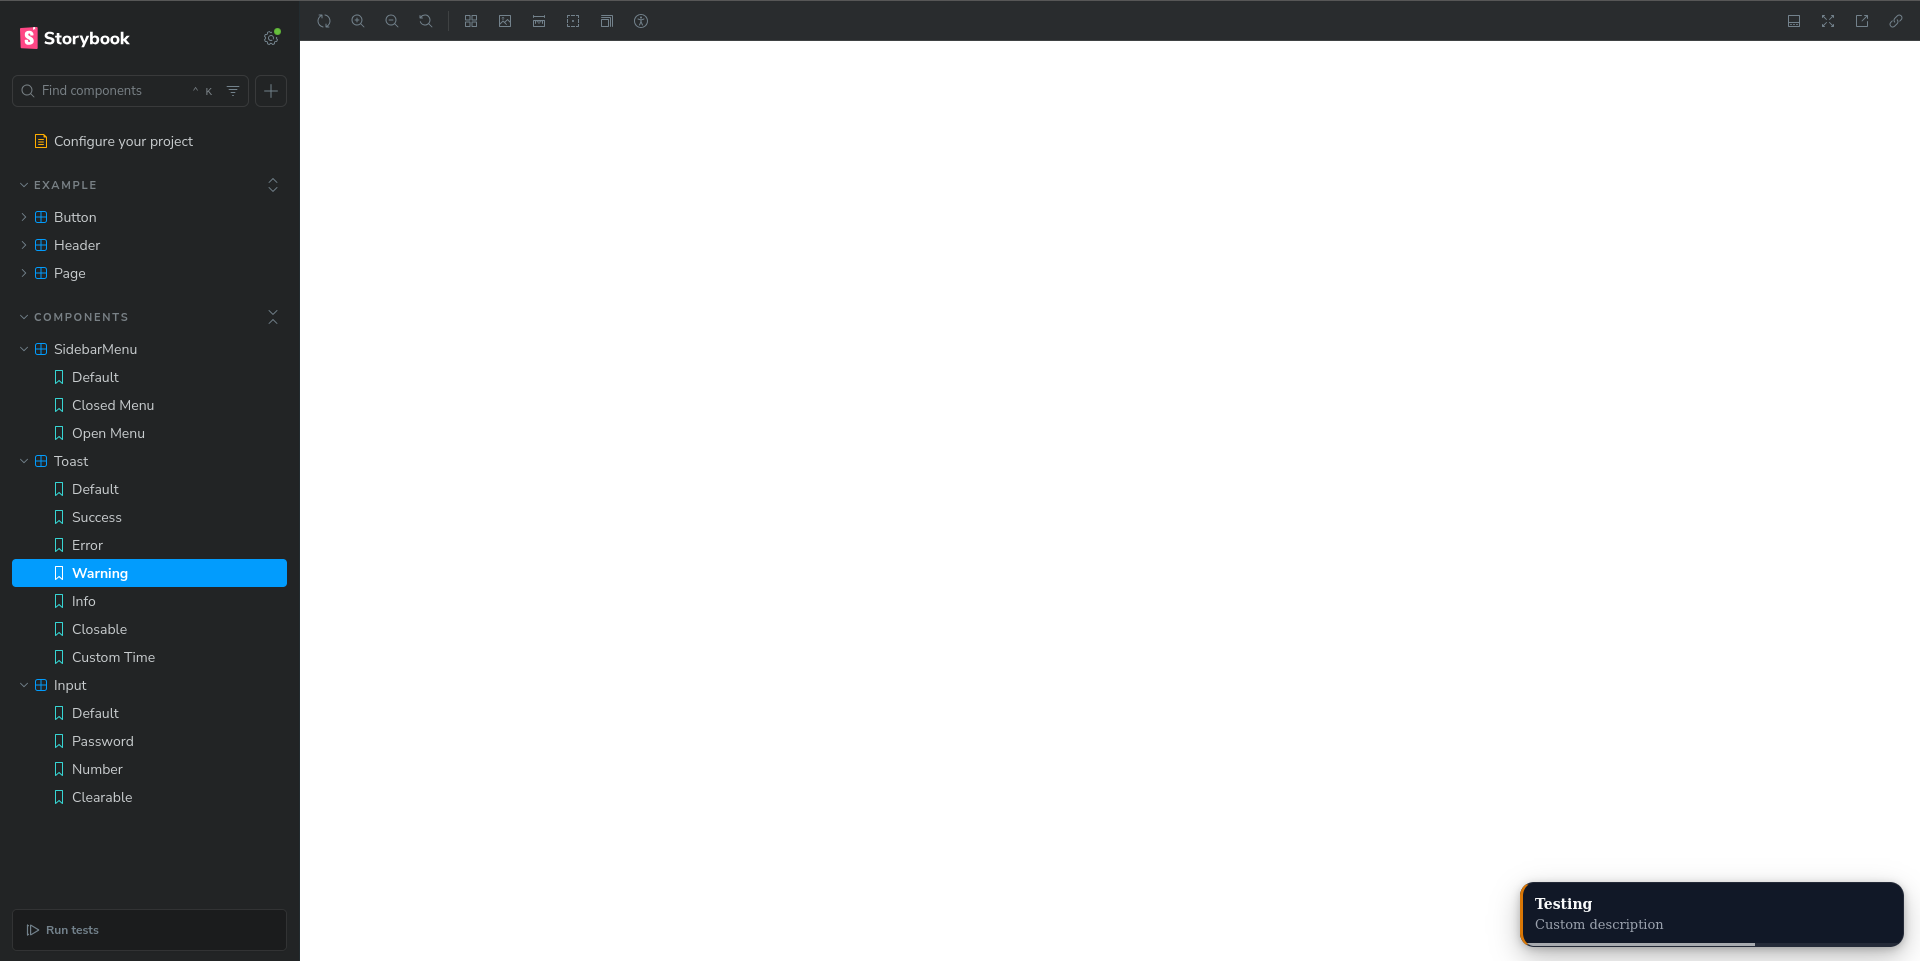 Storybook
Find components
^ K
Configure your project
EXAMPLE
Button
Header
Page
COMPONENTS
SidebarMenu
Default
Closed Menu
Open Menu
Toast
Default
Success
Error
Warning
Info
Closable
Custom Time
Input
Default
Password
Number
Clearable
Run tests
Testing
Custom description